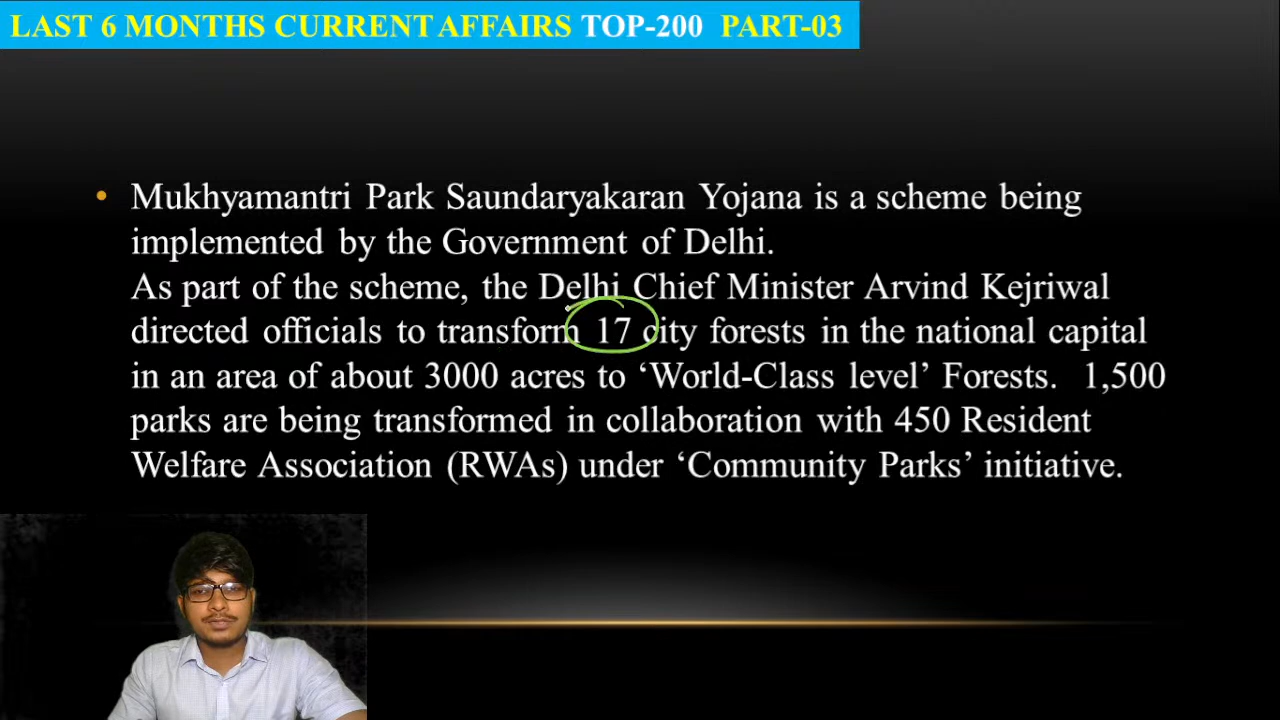 LAST 6 MONTHS CURRENT AFFAIRS TOP-200 PART-03
• Mukhyamantri Park Saundaryakaran Yojana is a scheme being
implemented by the Government of Delhi.
As part of the scheme, the Delhi Chief Minister Arvind Kejriwal
directed officials to transform 17 city forests in the national capital
in an area of about 3000 acres to ‘World-Class level’ Forests. 1,500
parks are being transformed in collaboration with 450 Resident
Welfare Association (RWAs) under ‘Community Parks’ initiative.